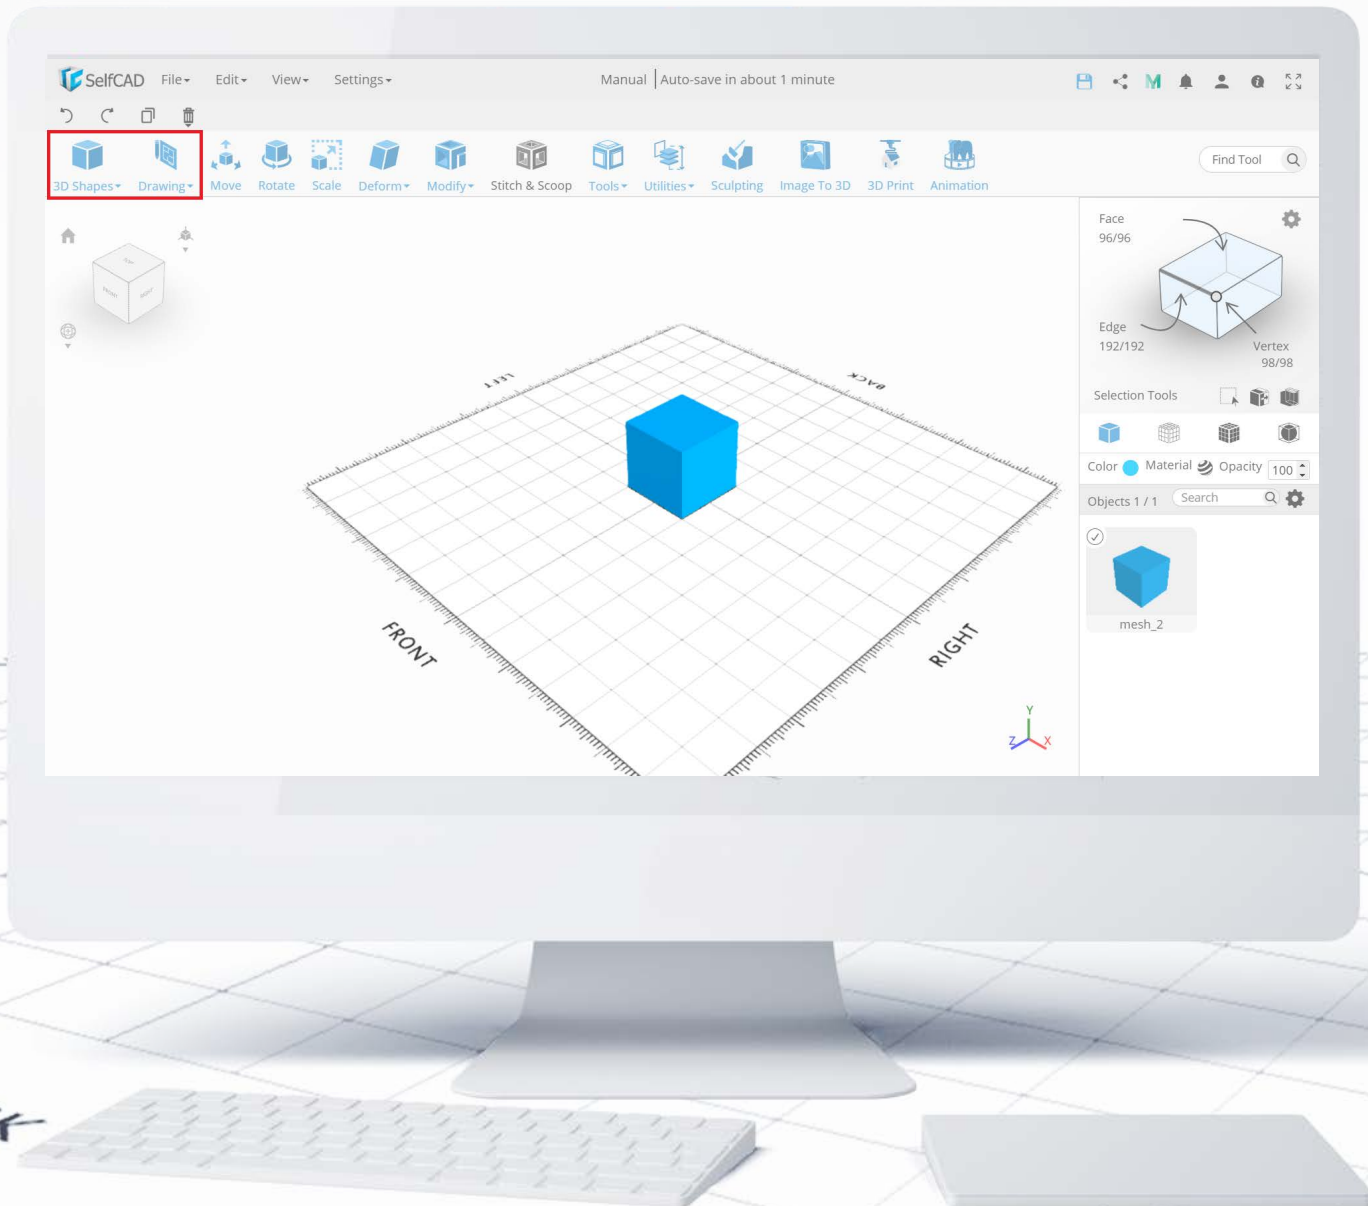 SelfCAD File Edit View Settings Manual Auto-save in about 1 minute
3D Shapes Drawing Move Rotate Scale Deform Modify Stitch & Scoop Tools Utilities Sculpting Image To 3D 3D Print Animation Find Tool
TOP
FRONT RIGHT
LEFT
BACK
FRONT
RIGHT
Y
Z X
Face
96/96
Edge
192/192
Vertex
98/98
Selection Tools
Color Material Opacity 100
Objects 1 / 1 Search
mesh_2